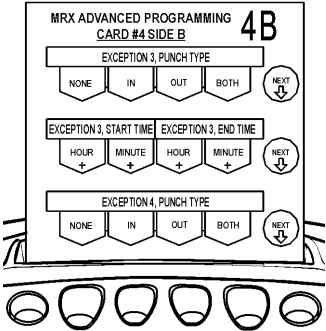 MRX ADVANCED PROGRAMMING 4B
CARD #4 SIDE B
EXCEPTION 3, PUNCH TYPE
NONE IN OUT BOTH NEXT
EXCEPTION 3, START TIME EXCEPTION 3, END TIME
HOUR MINUTE HOUR MINUTE NEXT
+ + + +
EXCEPTION 4, PUNCH TYPE
NONE IN OUT BOTH NEXT